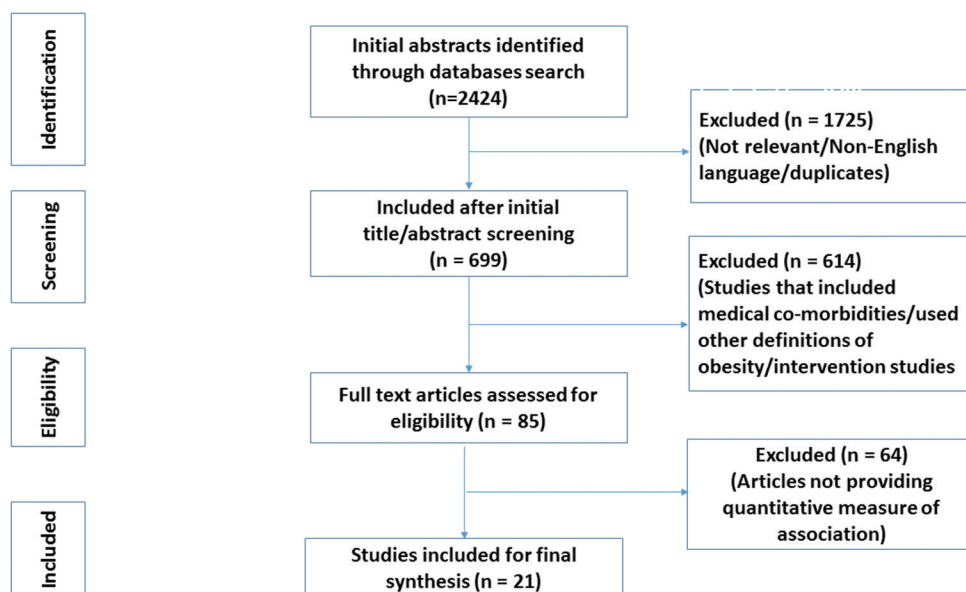 Identification
Initial abstracts identified
through databases search
(n=2424)
Excluded (n = 1725)
(Not relevant/Non-English
language/duplicates)
Screening
Included after initial
title/abstract screening
(n = 699)
Excluded (n = 614)
(Studies that included
medical co-morbidities/used
other definitions of
obesity/intervention studies
Eligibility
Full text articles assessed for
eligibility (n = 85)
Excluded (n = 64)
(Articles not providing
quantitative measure of
association)
Included
Studies included for final
synthesis (n = 21)